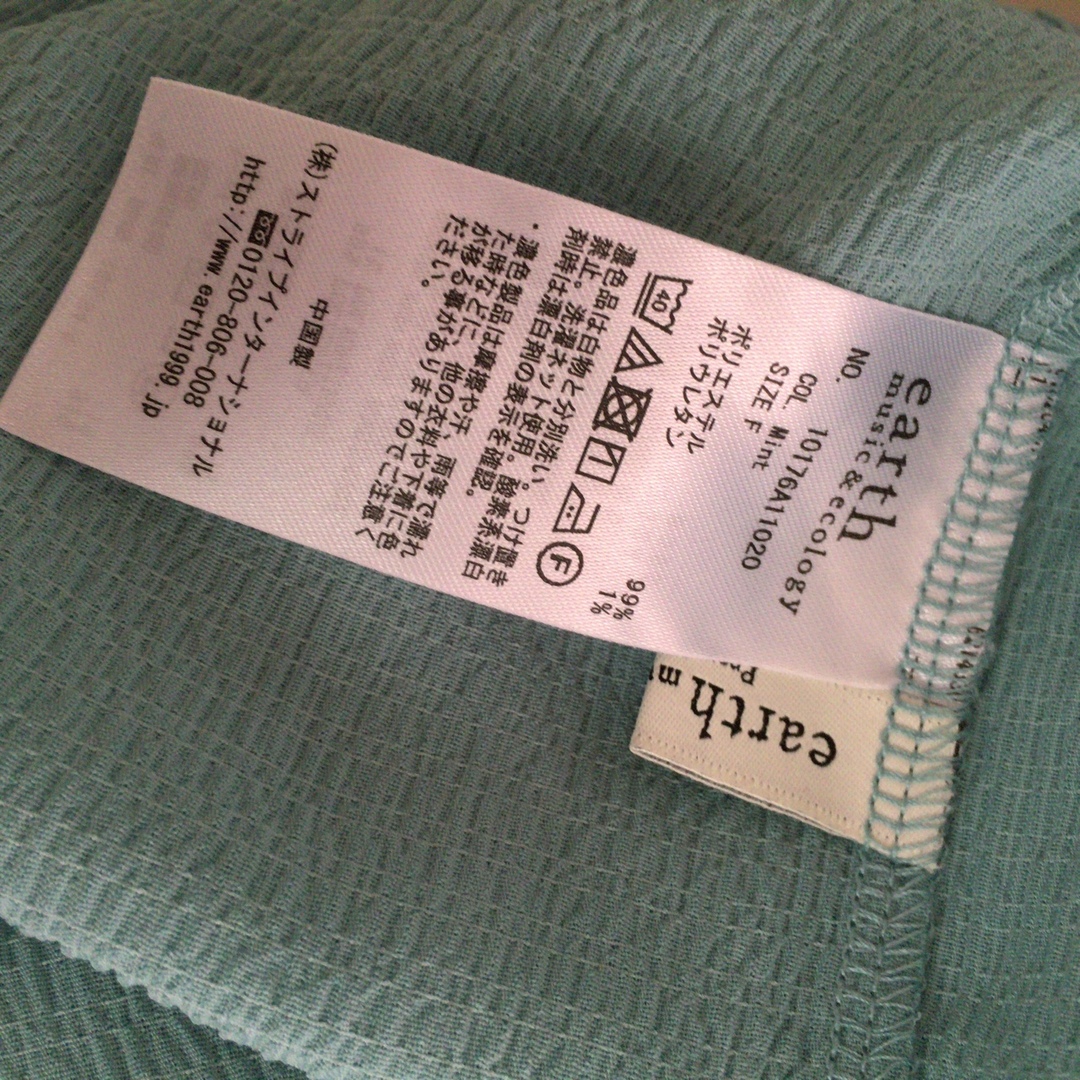 earth
music&ecology
NO. 10176A11020
COL. Mint
SIZE F
ポリエステル 99%
ポリウレタン 1%
40
F
濃色品は白物と分別洗い。つけ置き
禁止。洗濯ネット使用。酸素系漂白
剤時は漂白剤の表示を確認。
* 濃色製品は摩擦や汗、雨等で濡れ
た時などに、他の衣料や下着に色
が移る事がありますのでご注意く
ださい。
中国製
(株)ストライプインターナショナル
0120-806-008
http://www.earth1999.jp
earth